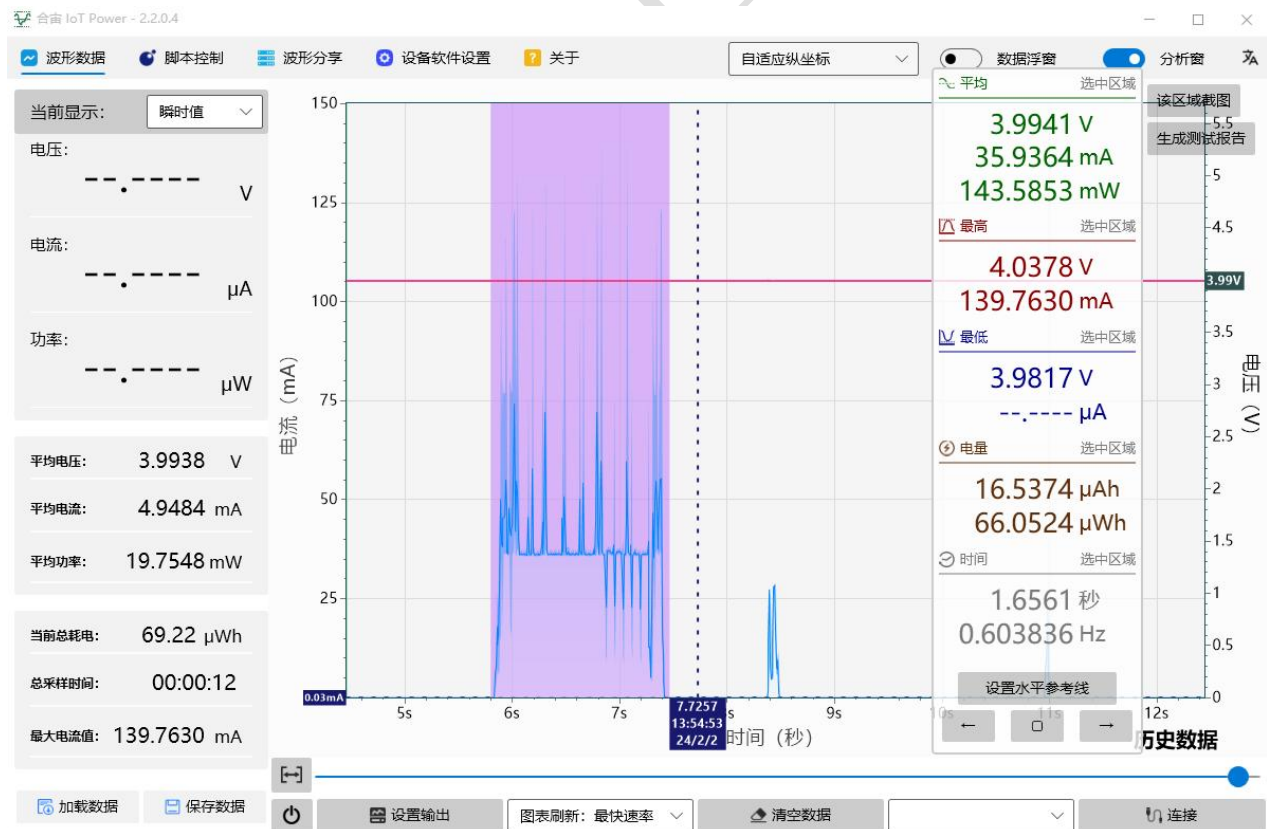 合宙 IoT Power - 2.2.0.4
波形数据 脚本控制 波形分享 设备软件设置 ? 关于 自适应纵坐标 数据浮窗 分析窗
当前显示: 瞬时值
电压:
--.---- V
电流:
--.---- μA
功率:
--.---- μW
平均电压: 3.9938 V
平均电流: 4.9484 mA
平均功率: 19.7548 mW
当前总耗电: 69.22 μWh
总采样时间: 00:00:12
最大电流值: 139.7630 mA
加载数据 保存数据
电流 (mA)
150
125
100
75
50
25
0.03mA
5s 6s 7s 9s 10s 11s 12s
7.7257
13:54:53
24/2/2
时间 (秒)
平均 选中区域
3.9941 V
35.9364 mA
143.5853 mW
最高 选中区域
4.0378 V
139.7630 mA
最低 选中区域
3.9817 V
--.---- μA
电量 选中区域
16.5374 μAh
66.0524 μWh
时间 选中区域
1.6561 秒
0.603836 Hz
设置水平参考线
← →
该区域截图
生成测试报告
5.5
5
4.5
3.99V
3.5
3
2.5
2
1.5
1
0.5
0
电压 (V)
历史数据
设置输出 图表刷新: 最快速率 清空数据 连接